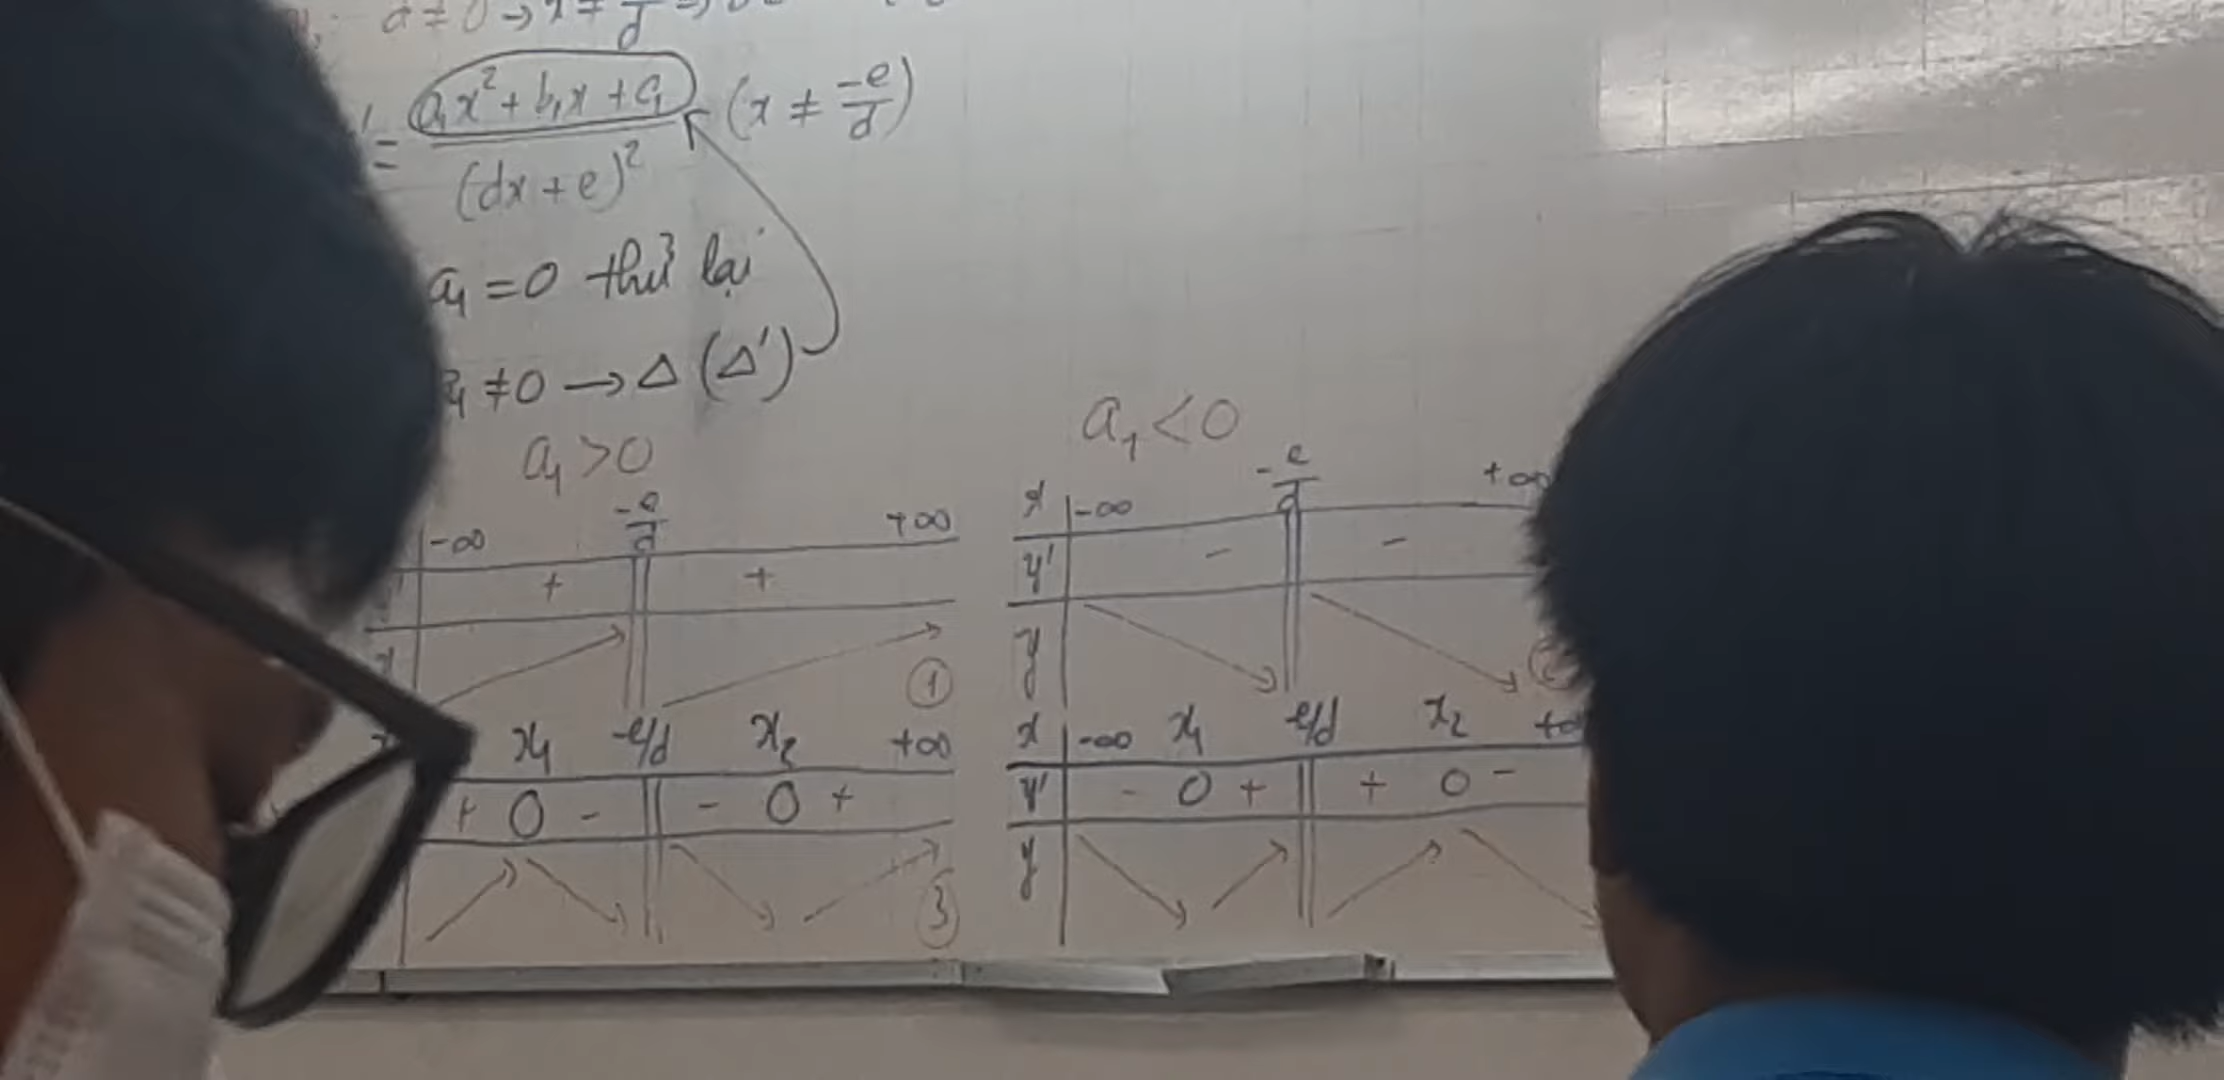 d ≠ 0 → x ≠
= a₁x² + b₁x + c₁ / (dx + e)² (x ≠ -e/d)
a₁ = 0 thử lại
a₁ ≠ 0 → Δ (Δ')
a₁ > 0
-∞ -e/d +∞
+ || +
①
x₁ -e/d x₂ +∞
+ 0 - || - 0 +
③
a₁ < 0
x -∞ -e/d +∞
y' - || -
y
x -∞ x₁ -e/d x₂ +∞
y' - 0 + || + 0 -
y